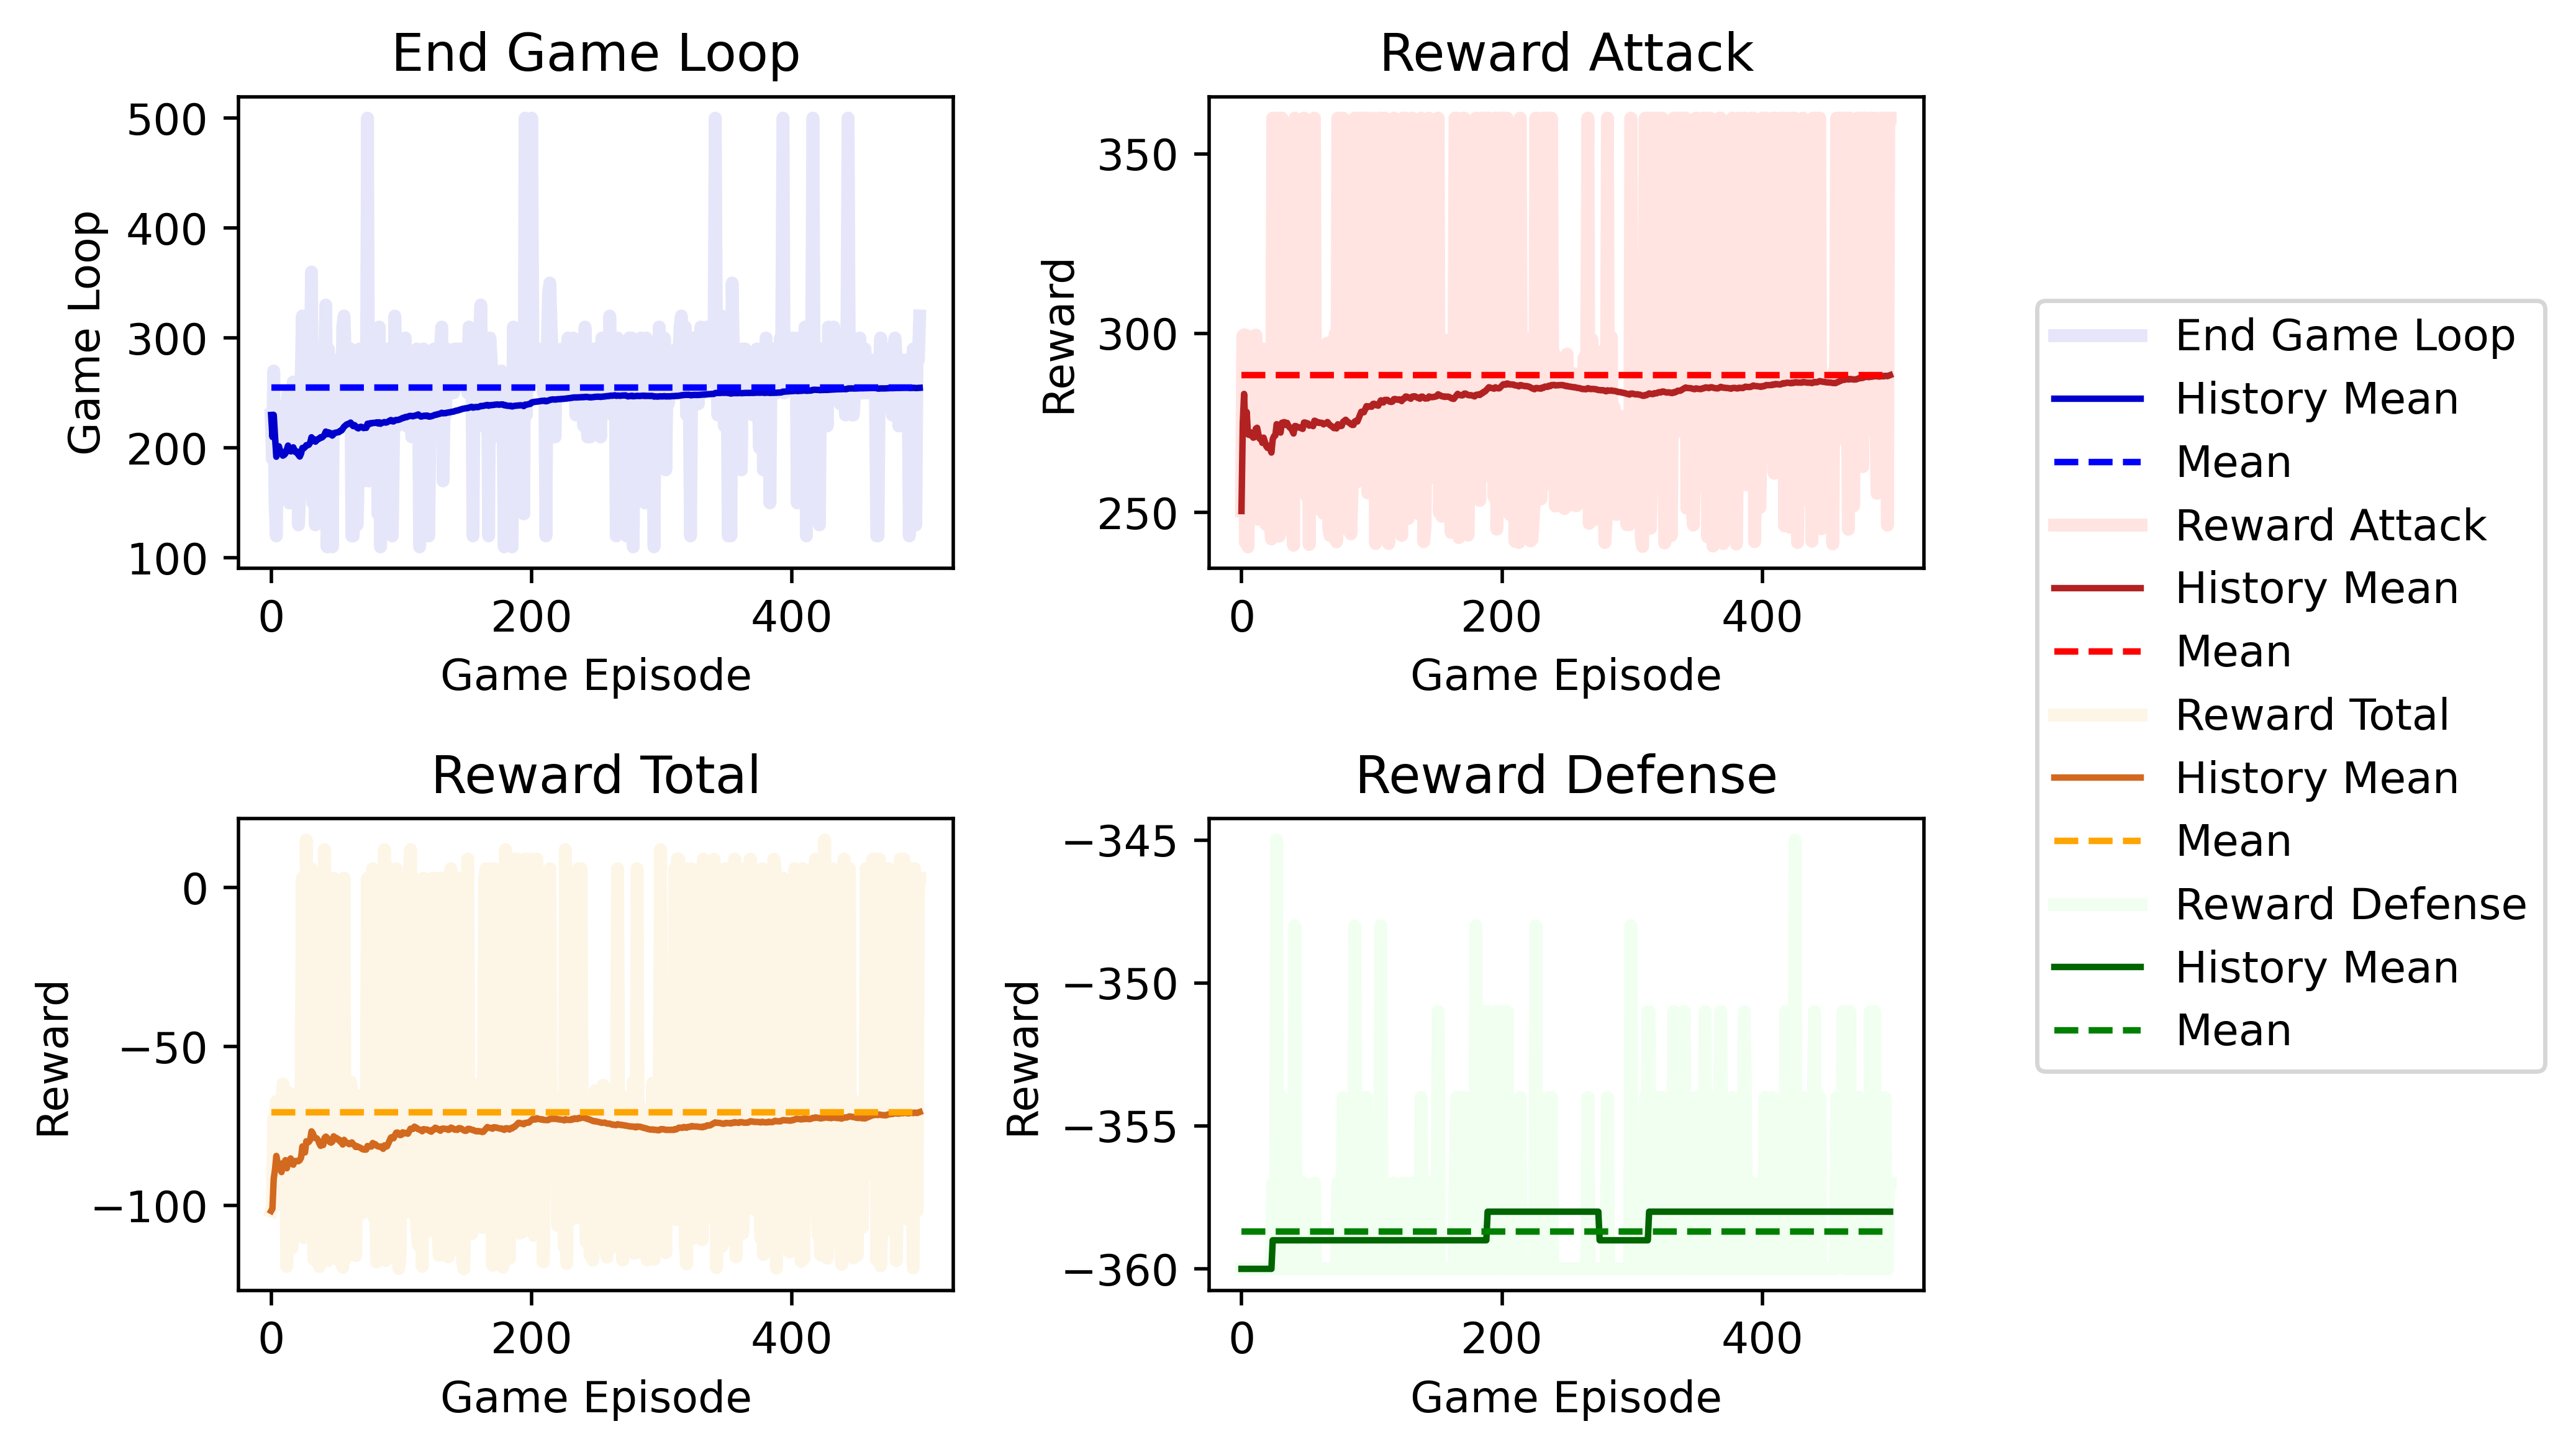 End Game Loop
500
400
300
200
100
Game Loop
0 200 400
Game Episode
Reward Attack
350
300
250
Reward
0 200 400
Game Episode
Reward Total
0
−50
−100
Reward
0 200 400
Game Episode
Reward Defense
−345
−350
−355
−360
Reward
0 200 400
Game Episode
End Game Loop
History Mean
Mean
Reward Attack
History Mean
Mean
Reward Total
History Mean
Mean
Reward Defense
History Mean
Mean